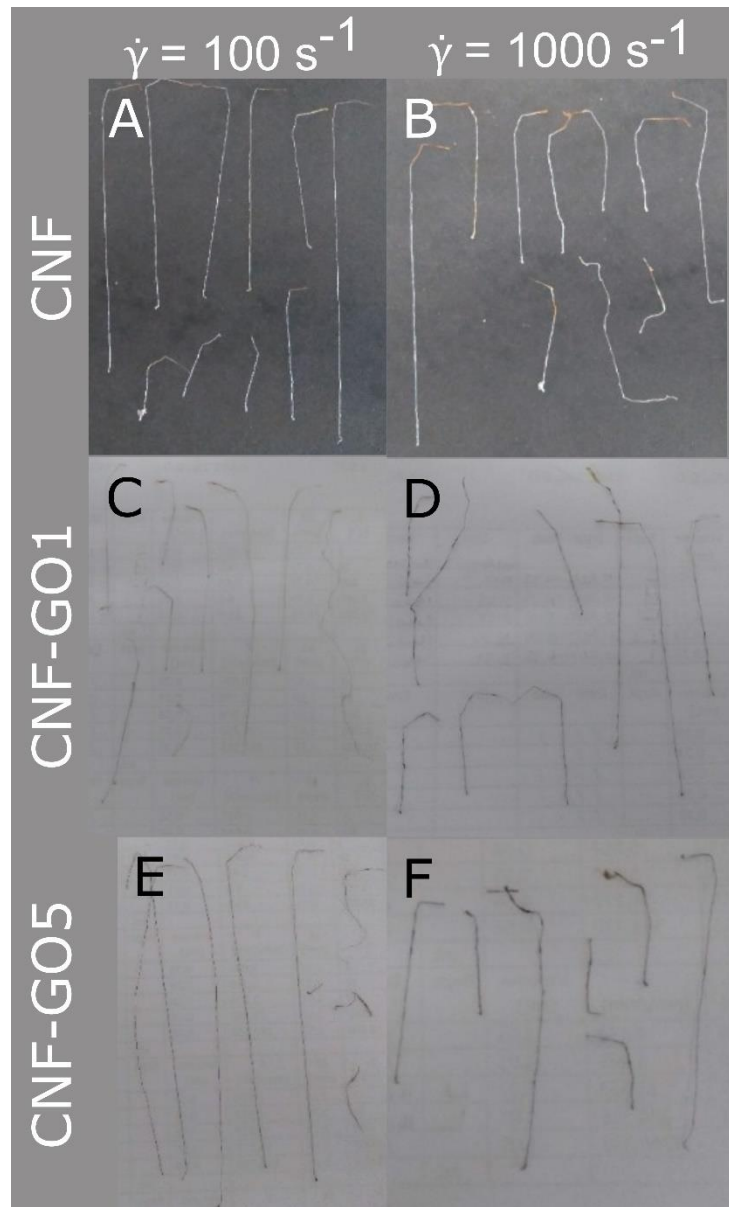 γ̇ = 100 s⁻¹ γ̇ = 1000 s⁻¹
A B
CNF
C D
CNF-GO1
E F
CNF-GO5